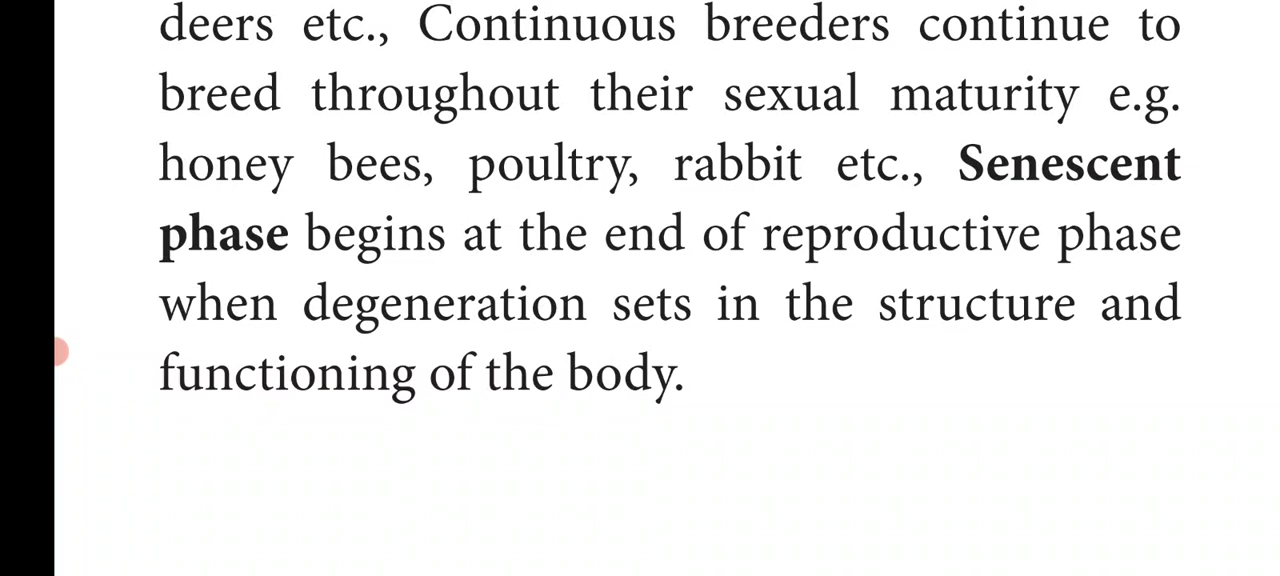 deers etc., Continuous breeders continue to
breed throughout their sexual maturity e.g.
honey bees, poultry, rabbit etc., Senescent
phase begins at the end of reproductive phase
when degeneration sets in the structure and
functioning of the body.